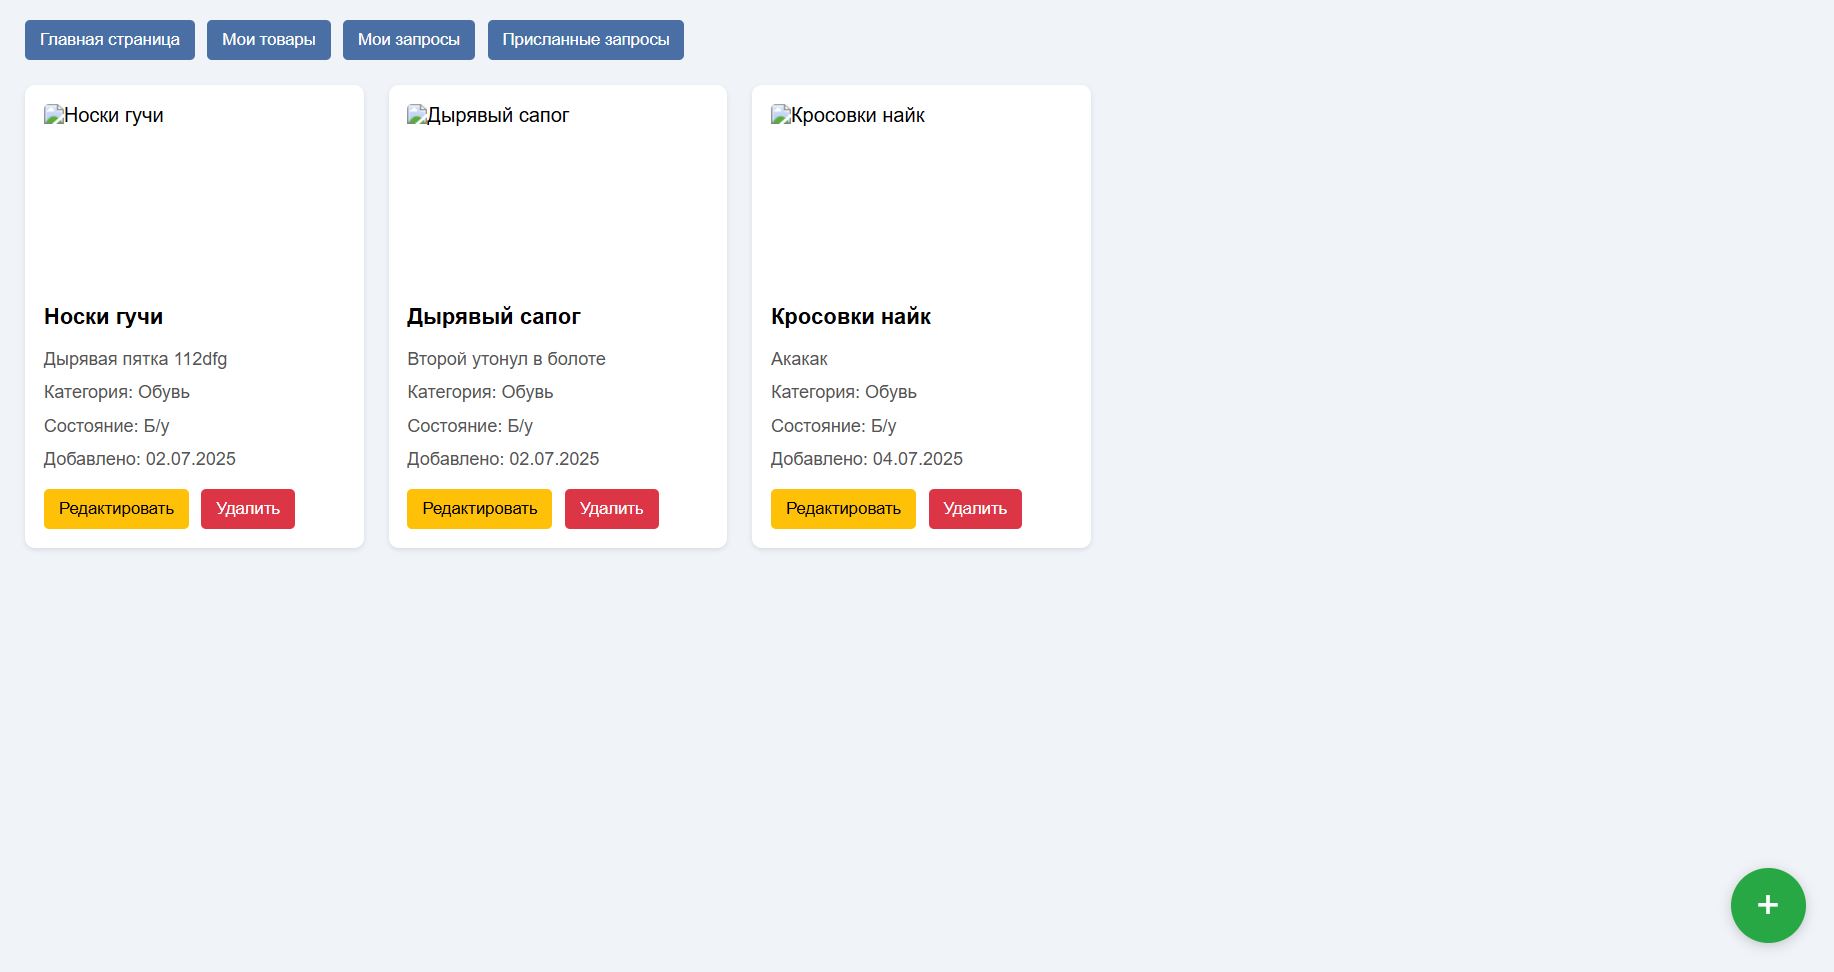 Главная страница
Мои товары
Мои запросы
Присланные запросы
Носки гучи
Носки гучи
Дырявая пятка 112dfg
Категория: Обувь
Состояние: Б/у
Добавлено: 02.07.2025
Редактировать
Удалить
Дырявый сапог
Дырявый сапог
Второй утонул в болоте
Категория: Обувь
Состояние: Б/у
Добавлено: 02.07.2025
Редактировать
Удалить
Кросовки найк
Кросовки найк
Акакак
Категория: Обувь
Состояние: Б/у
Добавлено: 04.07.2025
Редактировать
Удалить
+